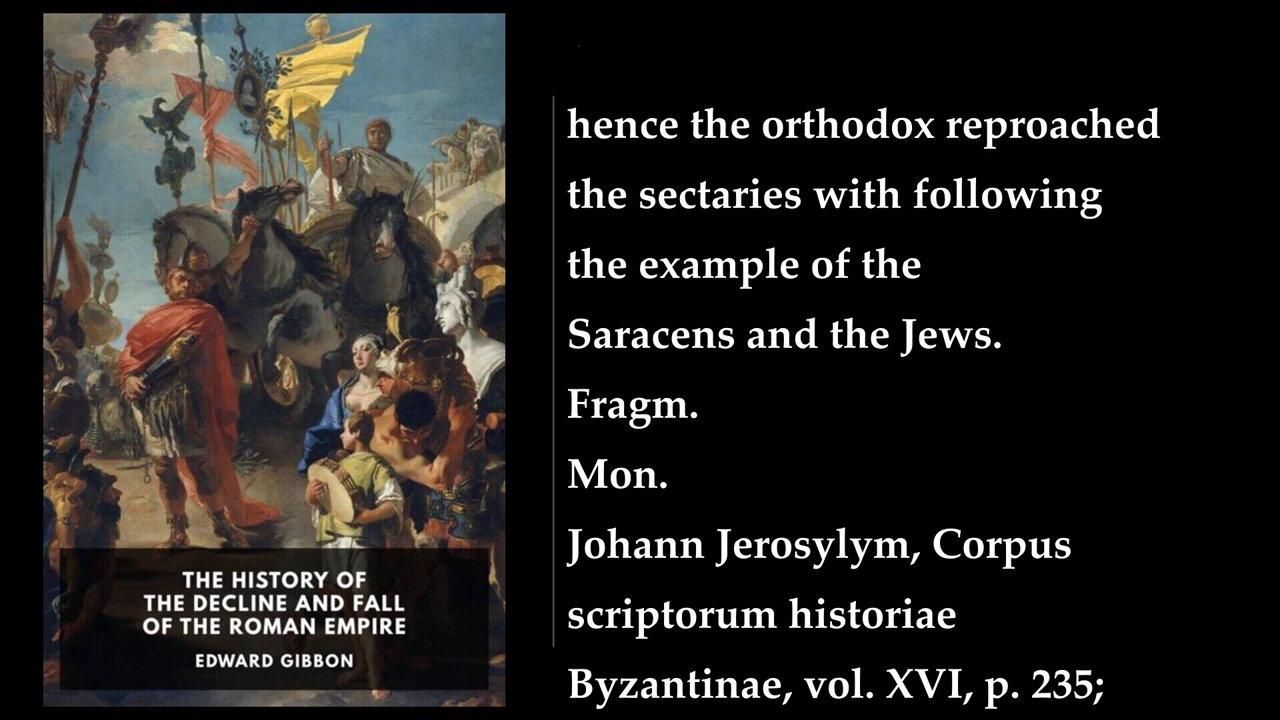 THE HISTORY OF
THE DECLINE AND FALL
OF THE ROMAN EMPIRE
EDWARD GIBBON
hence the orthodox reproached
the sectaries with following
the example of the
Saracens and the Jews.
Fragm.
Mon.
Johann Jerosylym, Corpus
scriptorum historiae
Byzantinae, vol. XVI, p. 235;